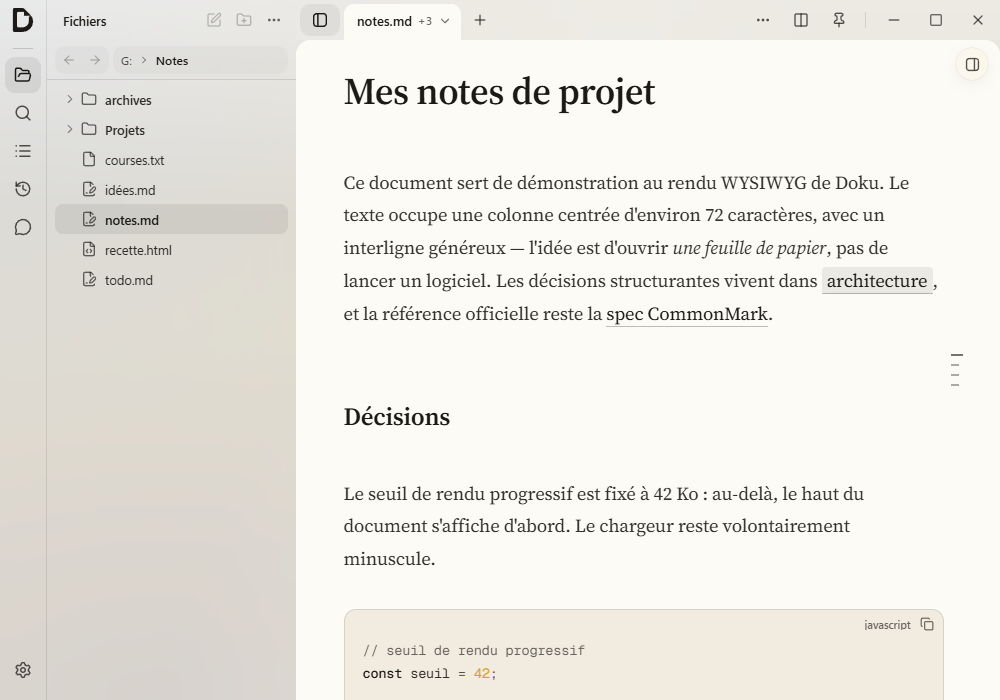 Fichiers
notes.md +3
G: Notes
archives
Projets
courses.txt
idées.md
notes.md
recette.html
todo.md
Mes notes de projet
Ce document sert de démonstration au rendu WYSIWYG de Doku. Le
texte occupe une colonne centrée d'environ 72 caractères, avec un
interligne généreux — l'idée est d'ouvrir une feuille de papier, pas de
lancer un logiciel. Les décisions structurantes vivent dans architecture,
et la référence officielle reste la spec CommonMark.
Décisions
Le seuil de rendu progressif est fixé à 42 Ko : au-delà, le haut du
document s'affiche d'abord. Le chargeur reste volontairement
minuscule.
javascript
// seuil de rendu progressif
const seuil = 42;